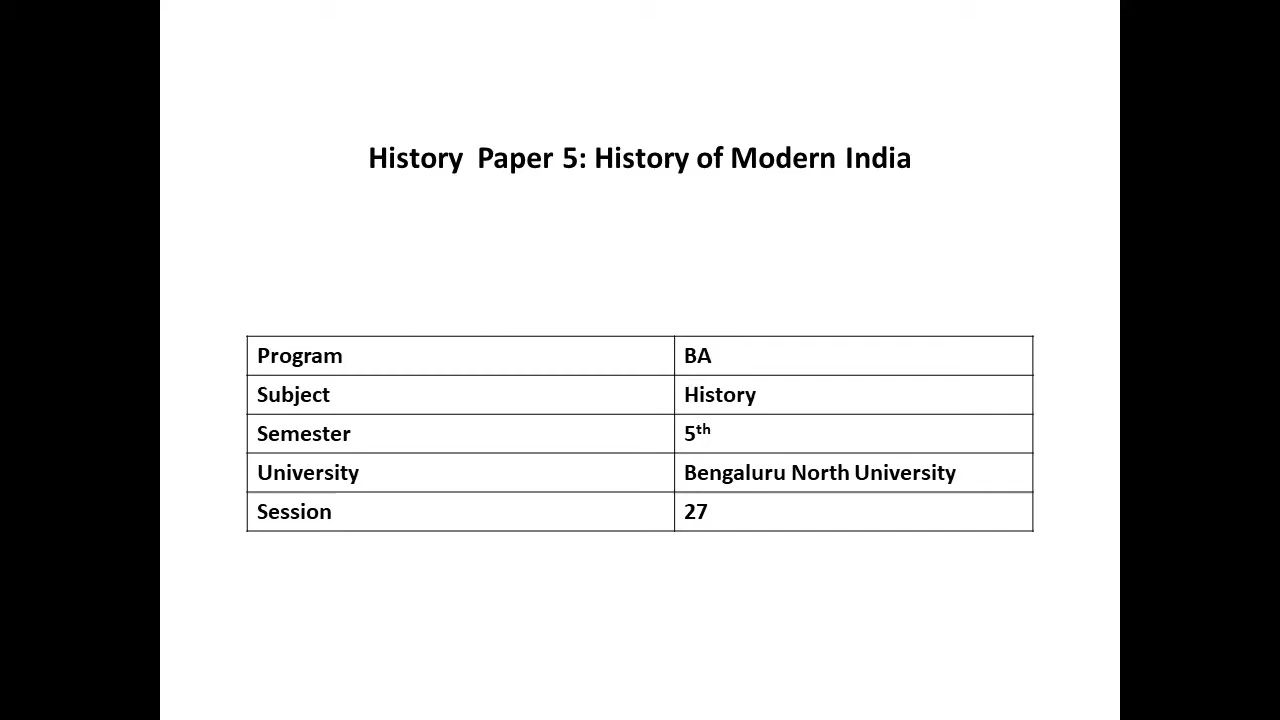 History  Paper 5: History of Modern India
Program BA
Subject History
Semester 5th
University Bengaluru North University
Session 27